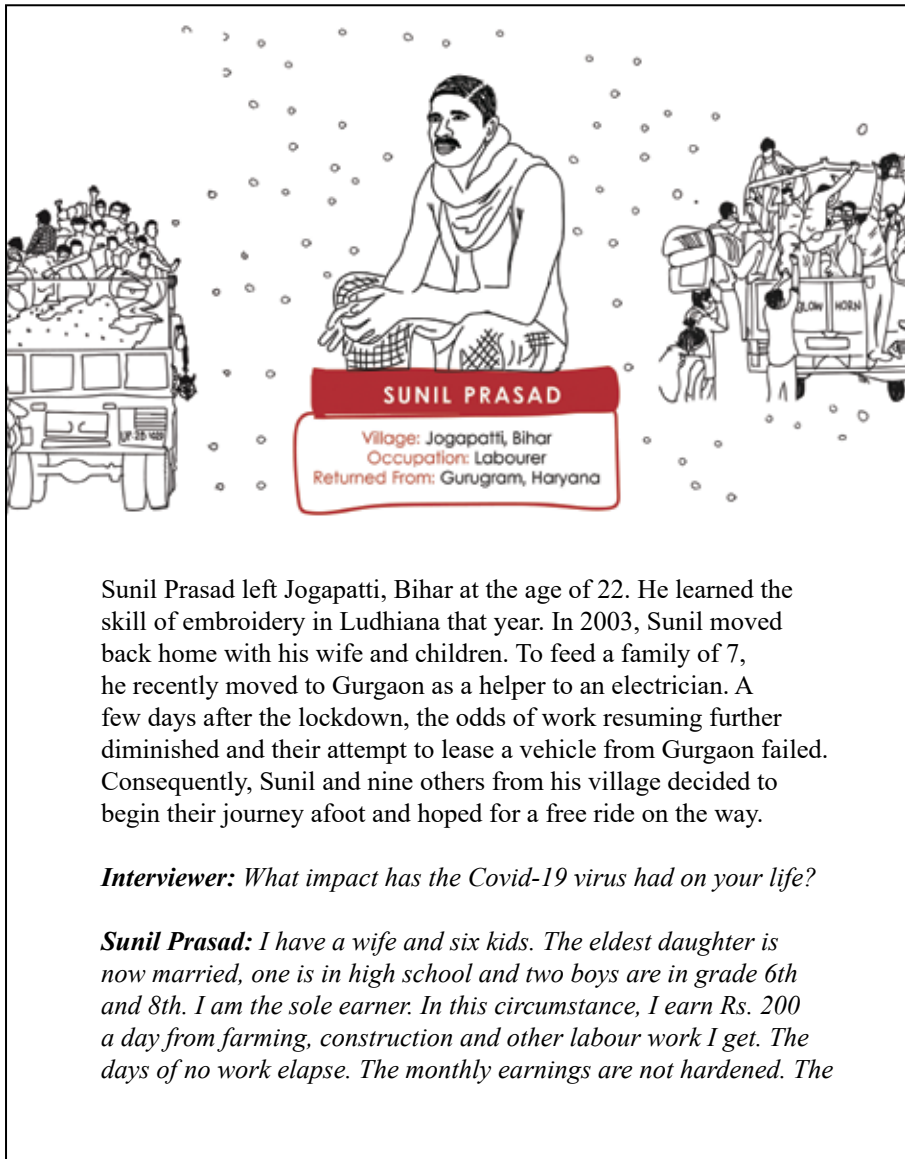 BLOW HORN
SUNIL PRASAD
Village: Jogapatti, Bihar
Occupation: Labourer
Returned From: Gurugram, Haryana
Sunil Prasad left Jogapatti, Bihar at the age of 22. He learned the
skill of embroidery in Ludhiana that year. In 2003, Sunil moved
back home with his wife and children. To feed a family of 7,
he recently moved to Gurgaon as a helper to an electrician. A
few days after the lockdown, the odds of work resuming further
diminished and their attempt to lease a vehicle from Gurgaon failed.
Consequently, Sunil and nine others from his village decided to
begin their journey afoot and hoped for a free ride on the way.
Interviewer: What impact has the Covid-19 virus had on your life?
Sunil Prasad: I have a wife and six kids. The eldest daughter is
now married, one is in high school and two boys are in grade 6th
and 8th. I am the sole earner. In this circumstance, I earn Rs. 200
a day from farming, construction and other labour work I get. The
days of no work elapse. The monthly earnings are not hardened. The